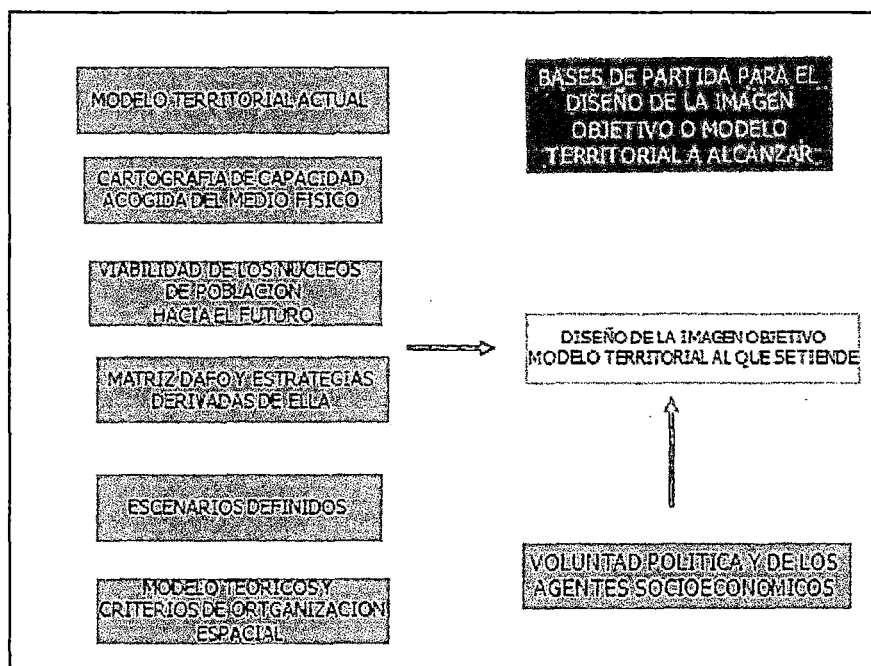 MODELO TERRITORIAL ACTUAL
CARTOGRAFIA DE CAPACIDAD
ACOGIDA DEL MEDIO FISICO
VIABILIDAD DE LOS NUCLEOS
DE POBLACION
HACIA EL FUTURO
MATRIZ DAFO Y ESTRATEGIAS
DERIVADAS DE ELLA
ESCENARIOS DEFINIDOS
MODELO TEORICOS Y
CRITERIOS DE ORTGANIZACION
ESPACIAL
BASES DE PARTIDA PARA EL
DISEÑO DE LA IMÁGEN
OBJETIVO O MODELO
TERRITORIAL A ALCANZAR
DISEÑO DE LA IMAGEN OBJETIVO
MODELO TERRITORIAL AL QUE SE TIENDE
VOLUNTAD POLITICA Y DE LOS
AGENTES SOCIOECONOMICOS